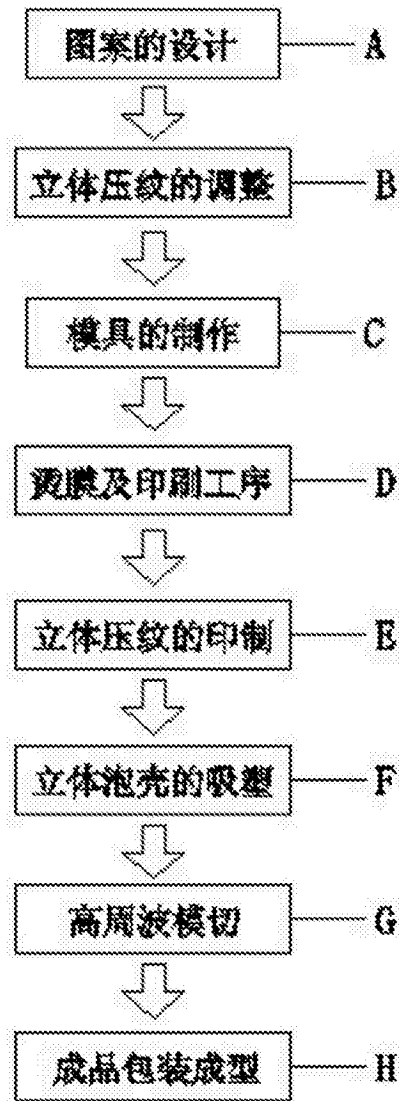 图案的设计 A
立体压纹的调整 B
模具的制作 C
烫膜及印刷工序 D
立体压纹的印制 E
立体泡壳的吸塑 F
高周波模切 G
成品包装成型 H